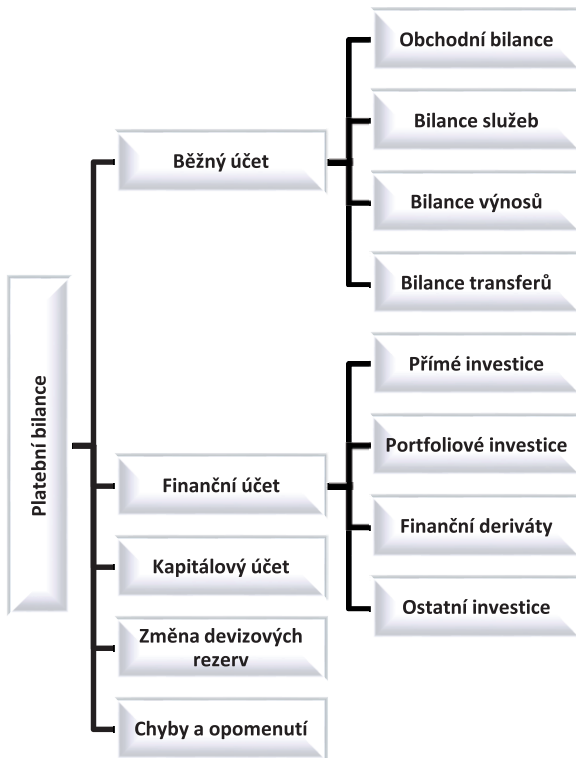 Platební bilance
Běžný účet
Obchodní bilance
Bilance služeb
Bilance výnosů
Bilance transferů
Finanční účet
Přímé investice
Portfoliové investice
Finanční deriváty
Ostatní investice
Kapitálový účet
Změna devizových
rezerv
Chyby a opomenutí